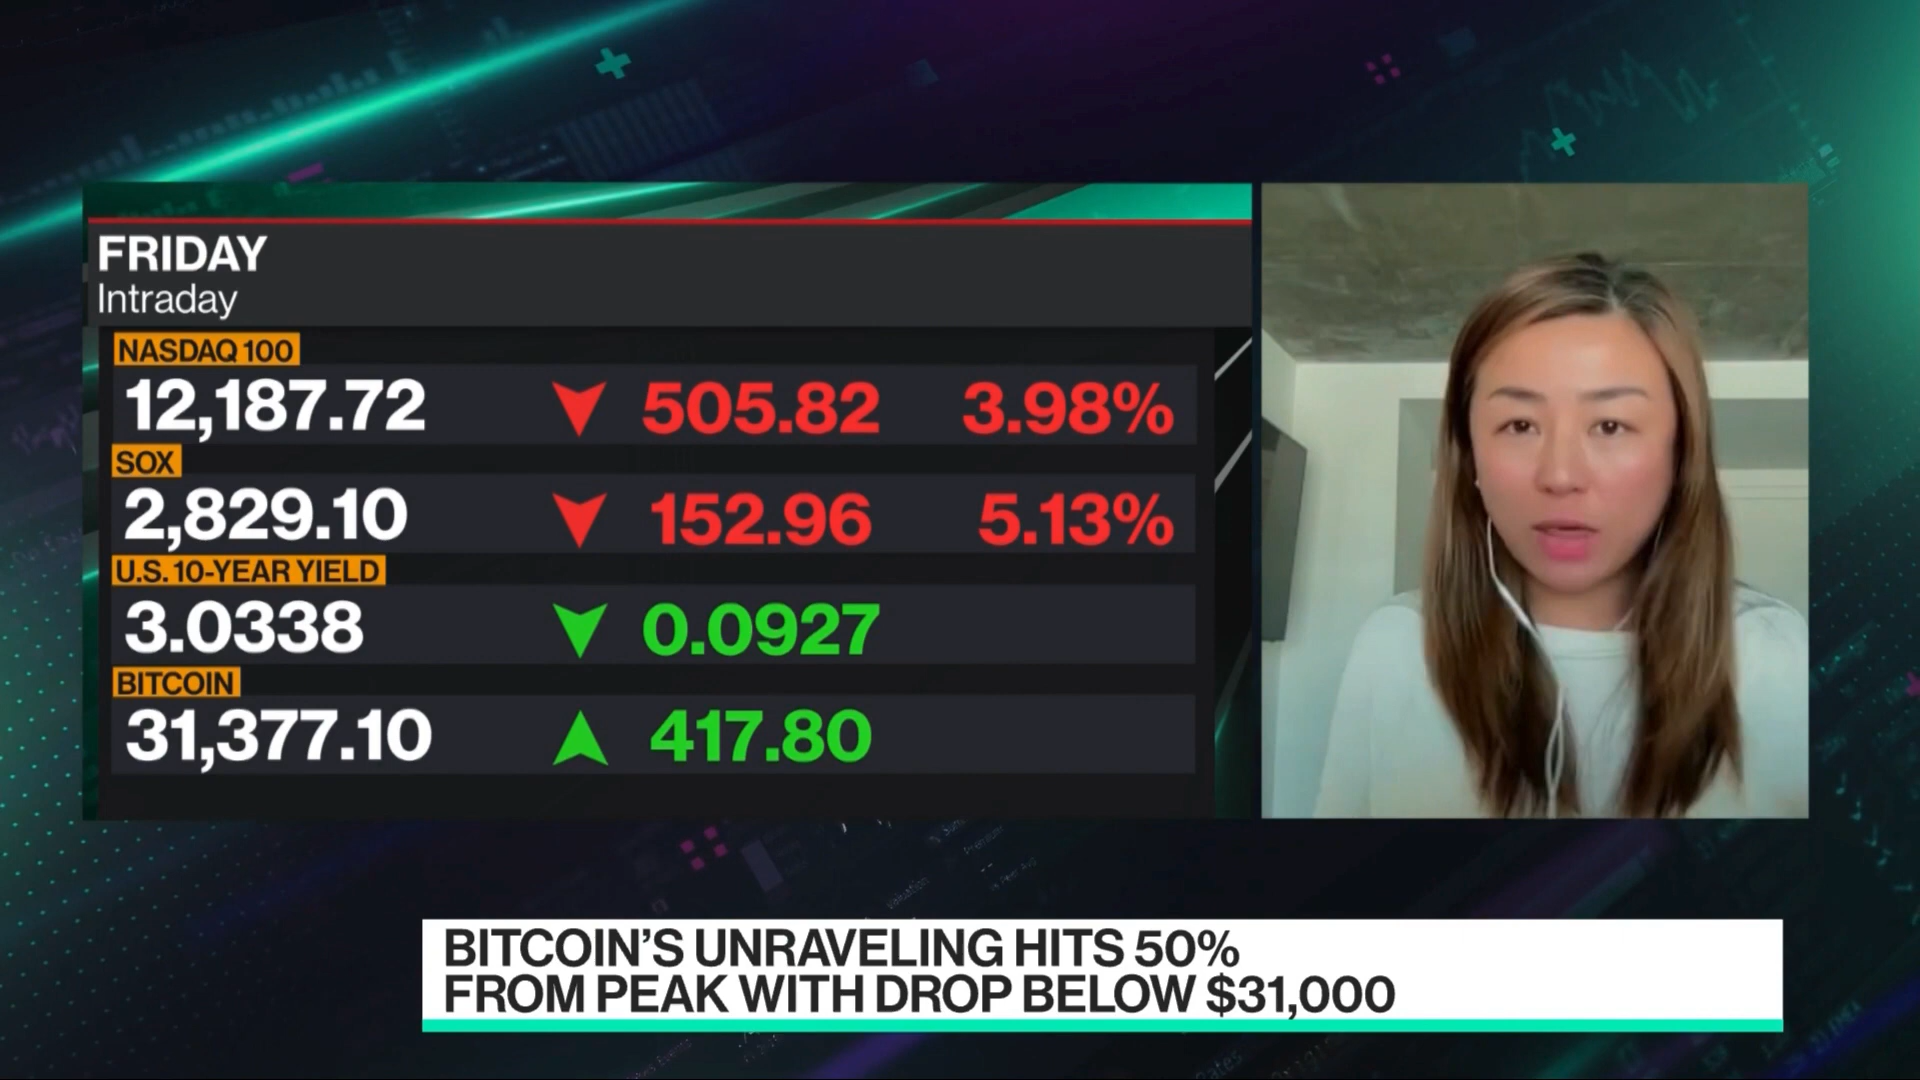 FRIDAY
Intraday
NASDAQ 100
12,187.72 505.82 3.98%
SOX
2,829.10 152.96 5.13%
U.S. 10-YEAR YIELD
3.0338 0.0927
BITCOIN
31,377.10 417.80
BITCOIN'S UNRAVELING HITS 50%
FROM PEAK WITH DROP BELOW $31,000